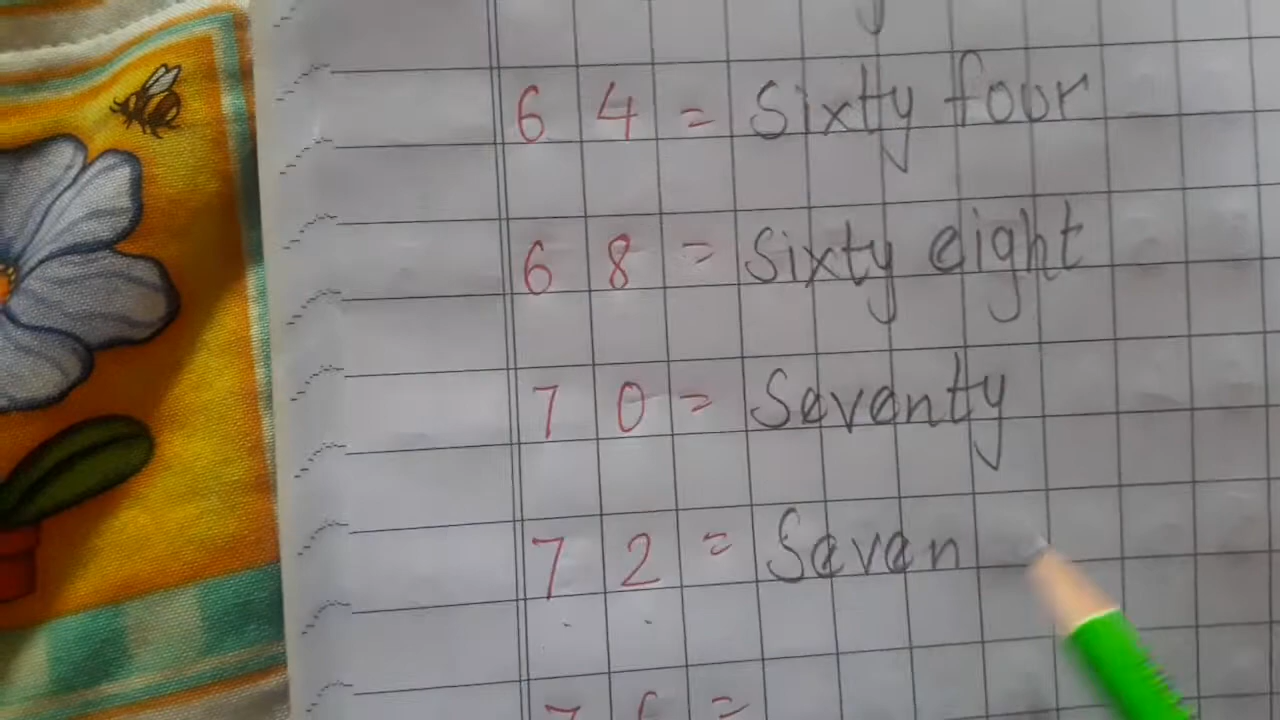 64 = Sixty four
68 = Sixty eight
70 = Seventy
72 = Seven